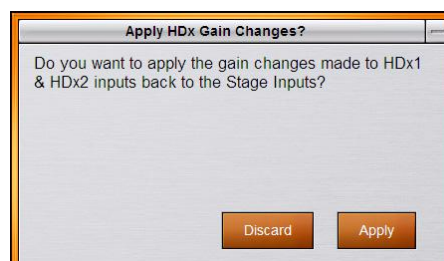 Apply HDx Gain Changes?
Do you want to apply the gain changes made to HDx1
& HDx2 inputs back to the Stage Inputs?
Discard Apply